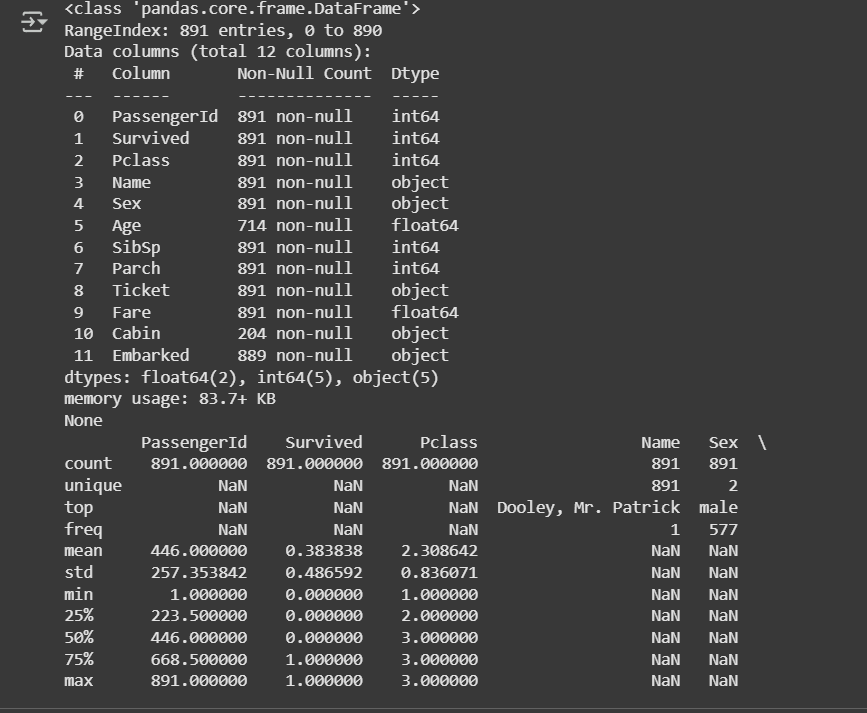 <class 'pandas.core.frame.DataFrame'>
RangeIndex: 891 entries, 0 to 890
Data columns (total 12 columns):
 #   Column       Non-Null Count  Dtype
---  ------       --------------  -----
 0   PassengerId  891 non-null    int64
 1   Survived     891 non-null    int64
 2   Pclass       891 non-null    int64
 3   Name         891 non-null    object
 4   Sex          891 non-null    object
 5   Age          714 non-null    float64
 6   SibSp        891 non-null    int64
 7   Parch        891 non-null    int64
 8   Ticket       891 non-null    object
 9   Fare         891 non-null    float64
 10  Cabin        204 non-null    object
 11  Embarked     889 non-null    object
dtypes: float64(2), int64(5), object(5)
memory usage: 83.7+ KB
None
        PassengerId    Survived      Pclass                 Name   Sex  \
count    891.000000  891.000000  891.000000                  891   891
unique          NaN         NaN         NaN                  891     2
top             NaN         NaN         NaN  Dooley, Mr. Patrick  male
freq            NaN         NaN         NaN                    1   577
mean     446.000000    0.383838    2.308642                  NaN   NaN
std      257.353842    0.486592    0.836071                  NaN   NaN
min        1.000000    0.000000    1.000000                  NaN   NaN
25%      223.500000    0.000000    2.000000                  NaN   NaN
50%      446.000000    0.000000    3.000000                  NaN   NaN
75%      668.500000    1.000000    3.000000                  NaN   NaN
max      891.000000    1.000000    3.000000                  NaN   NaN